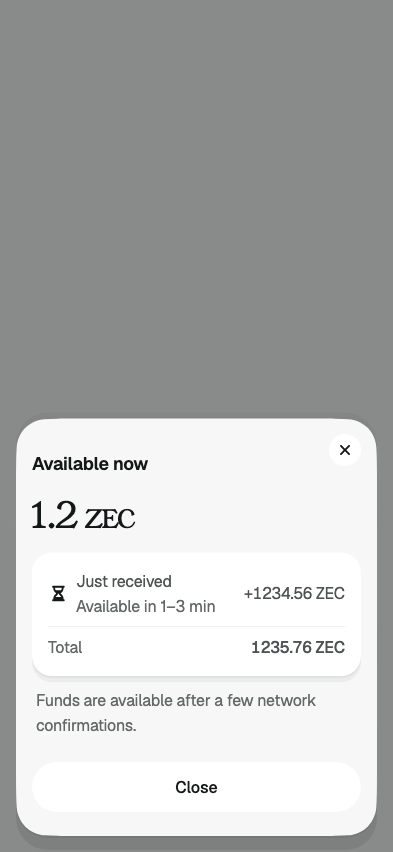 Available now
1.2 ZEC
Just received
Available in 1–3 min
+1234.56 ZEC
Total
1235.76 ZEC
Funds are available after a few network
confirmations.
Close